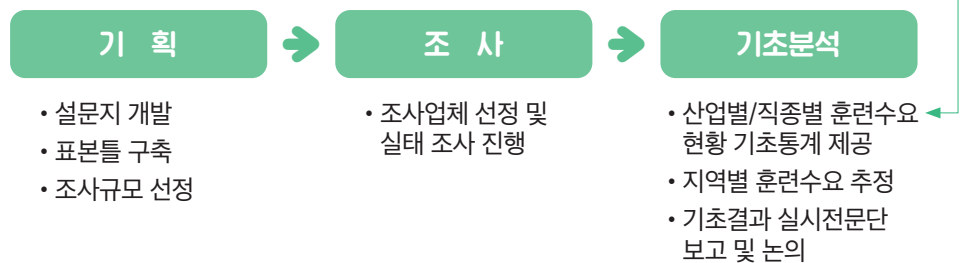 기 획
조 사
기초분석
• 설문지 개발
• 표본틀 구축
• 조사규모 선정
• 조사업체 선정 및
실태 조사 진행
• 산업별/직종별 훈련수요
현황 기초통계 제공
• 지역별 훈련수요 추정
• 기초결과 실시전문단
보고 및 논의